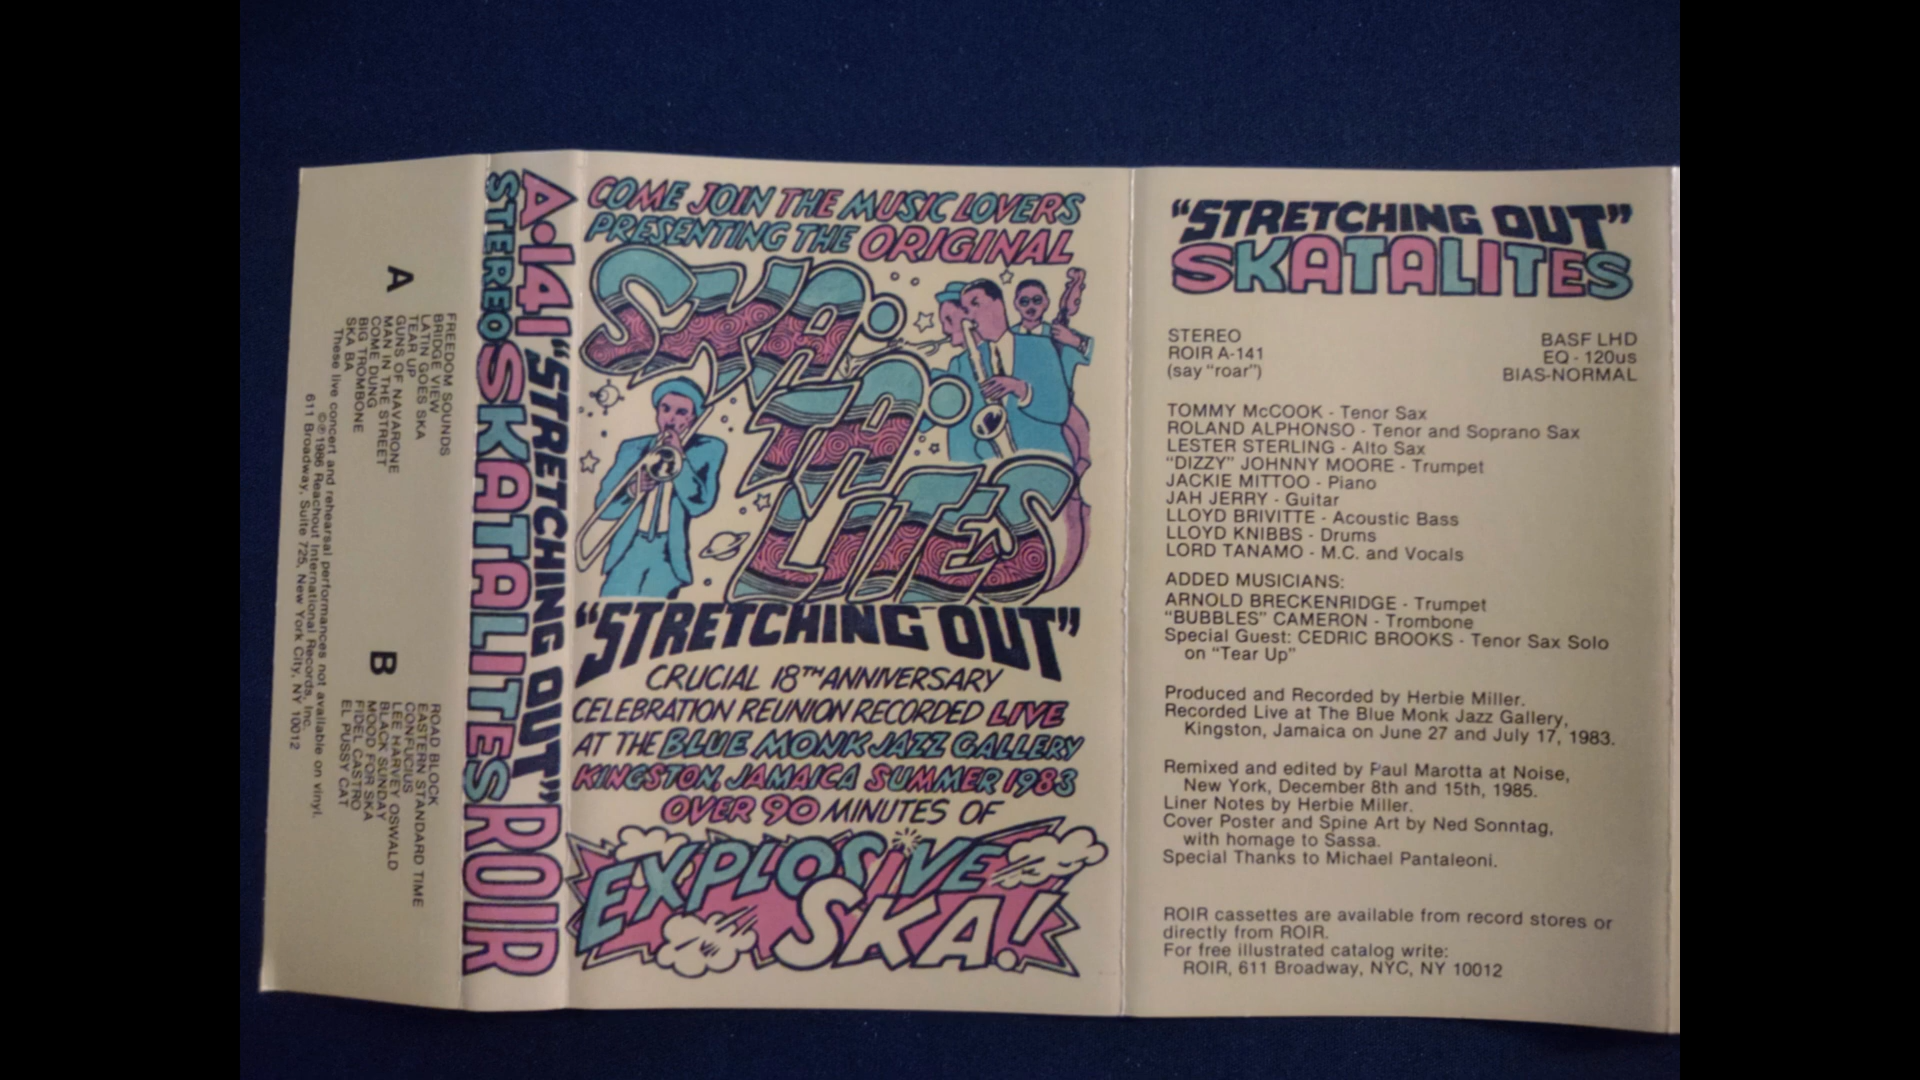 A
FREEDOM SOUNDS
BRIDGE VIEW
LATIN GOES SKA
TEAR UP
GUNS OF NAVARONE
MAN IN THE STREET
COME DUNG
BIG TROMBONE
SKA BA
B
ROAD BLOCK
EASTERN STANDARD TIME
CONFUCIUS
LEE HARVEY OSWALD
BLACK SUNDAY
MOOD FOR SKA
FIDEL CASTRO
EL PUSSY CAT
These live concert and rehearsal performances not available on vinyl.
©℗1986 Reachout International Records, Inc.
611 Broadway, Suite 725, New York City, NY 10012
A•141 "STRETCHING OUT"
STEREO SKATALITES ROIR
COME JOIN THE MUSIC LOVERS
PRESENTING THE ORIGINAL
SKA
TA
LITES
"STRETCHING OUT"
CRUCIAL 18TH ANNIVERSARY
CELEBRATION REUNION RECORDED LIVE
AT THE BLUE MONK JAZZ GALLERY
KINGSTON, JAMAICA SUMMER 1983
OVER 90 MINUTES OF
EXPLOSIVE
SKA!
"STRETCHING OUT"
SKATALITES
STEREO
ROIR A-141
(say "roar")
BASF LHD
EQ - 120us
BIAS-NORMAL
TOMMY McCOOK - Tenor Sax
ROLAND ALPHONSO - Tenor and Soprano Sax
LESTER STERLING - Alto Sax
"DIZZY" JOHNNY MOORE - Trumpet
JACKIE MITTOO - Piano
JAH JERRY - Guitar
LLOYD BRIVITTE - Acoustic Bass
LLOYD KNIBBS - Drums
LORD TANAMO - M.C. and Vocals
ADDED MUSICIANS:
ARNOLD BRECKENRIDGE - Trumpet
"BUBBLES" CAMERON - Trombone
Special Guest: CEDRIC BROOKS - Tenor Sax Solo
on "Tear Up"
Produced and Recorded by Herbie Miller.
Recorded Live at The Blue Monk Jazz Gallery,
Kingston, Jamaica on June 27 and July 17, 1983.
Remixed and edited by Paul Marotta at Noise,
New York, December 8th and 15th, 1985.
Liner Notes by Herbie Miller.
Cover Poster and Spine Art by Ned Sonntag,
with homage to Sassa.
Special Thanks to Michael Pantaleoni.
ROIR cassettes are available from record stores or
directly from ROIR.
For free illustrated catalog write:
ROIR, 611 Broadway, NYC, NY 10012